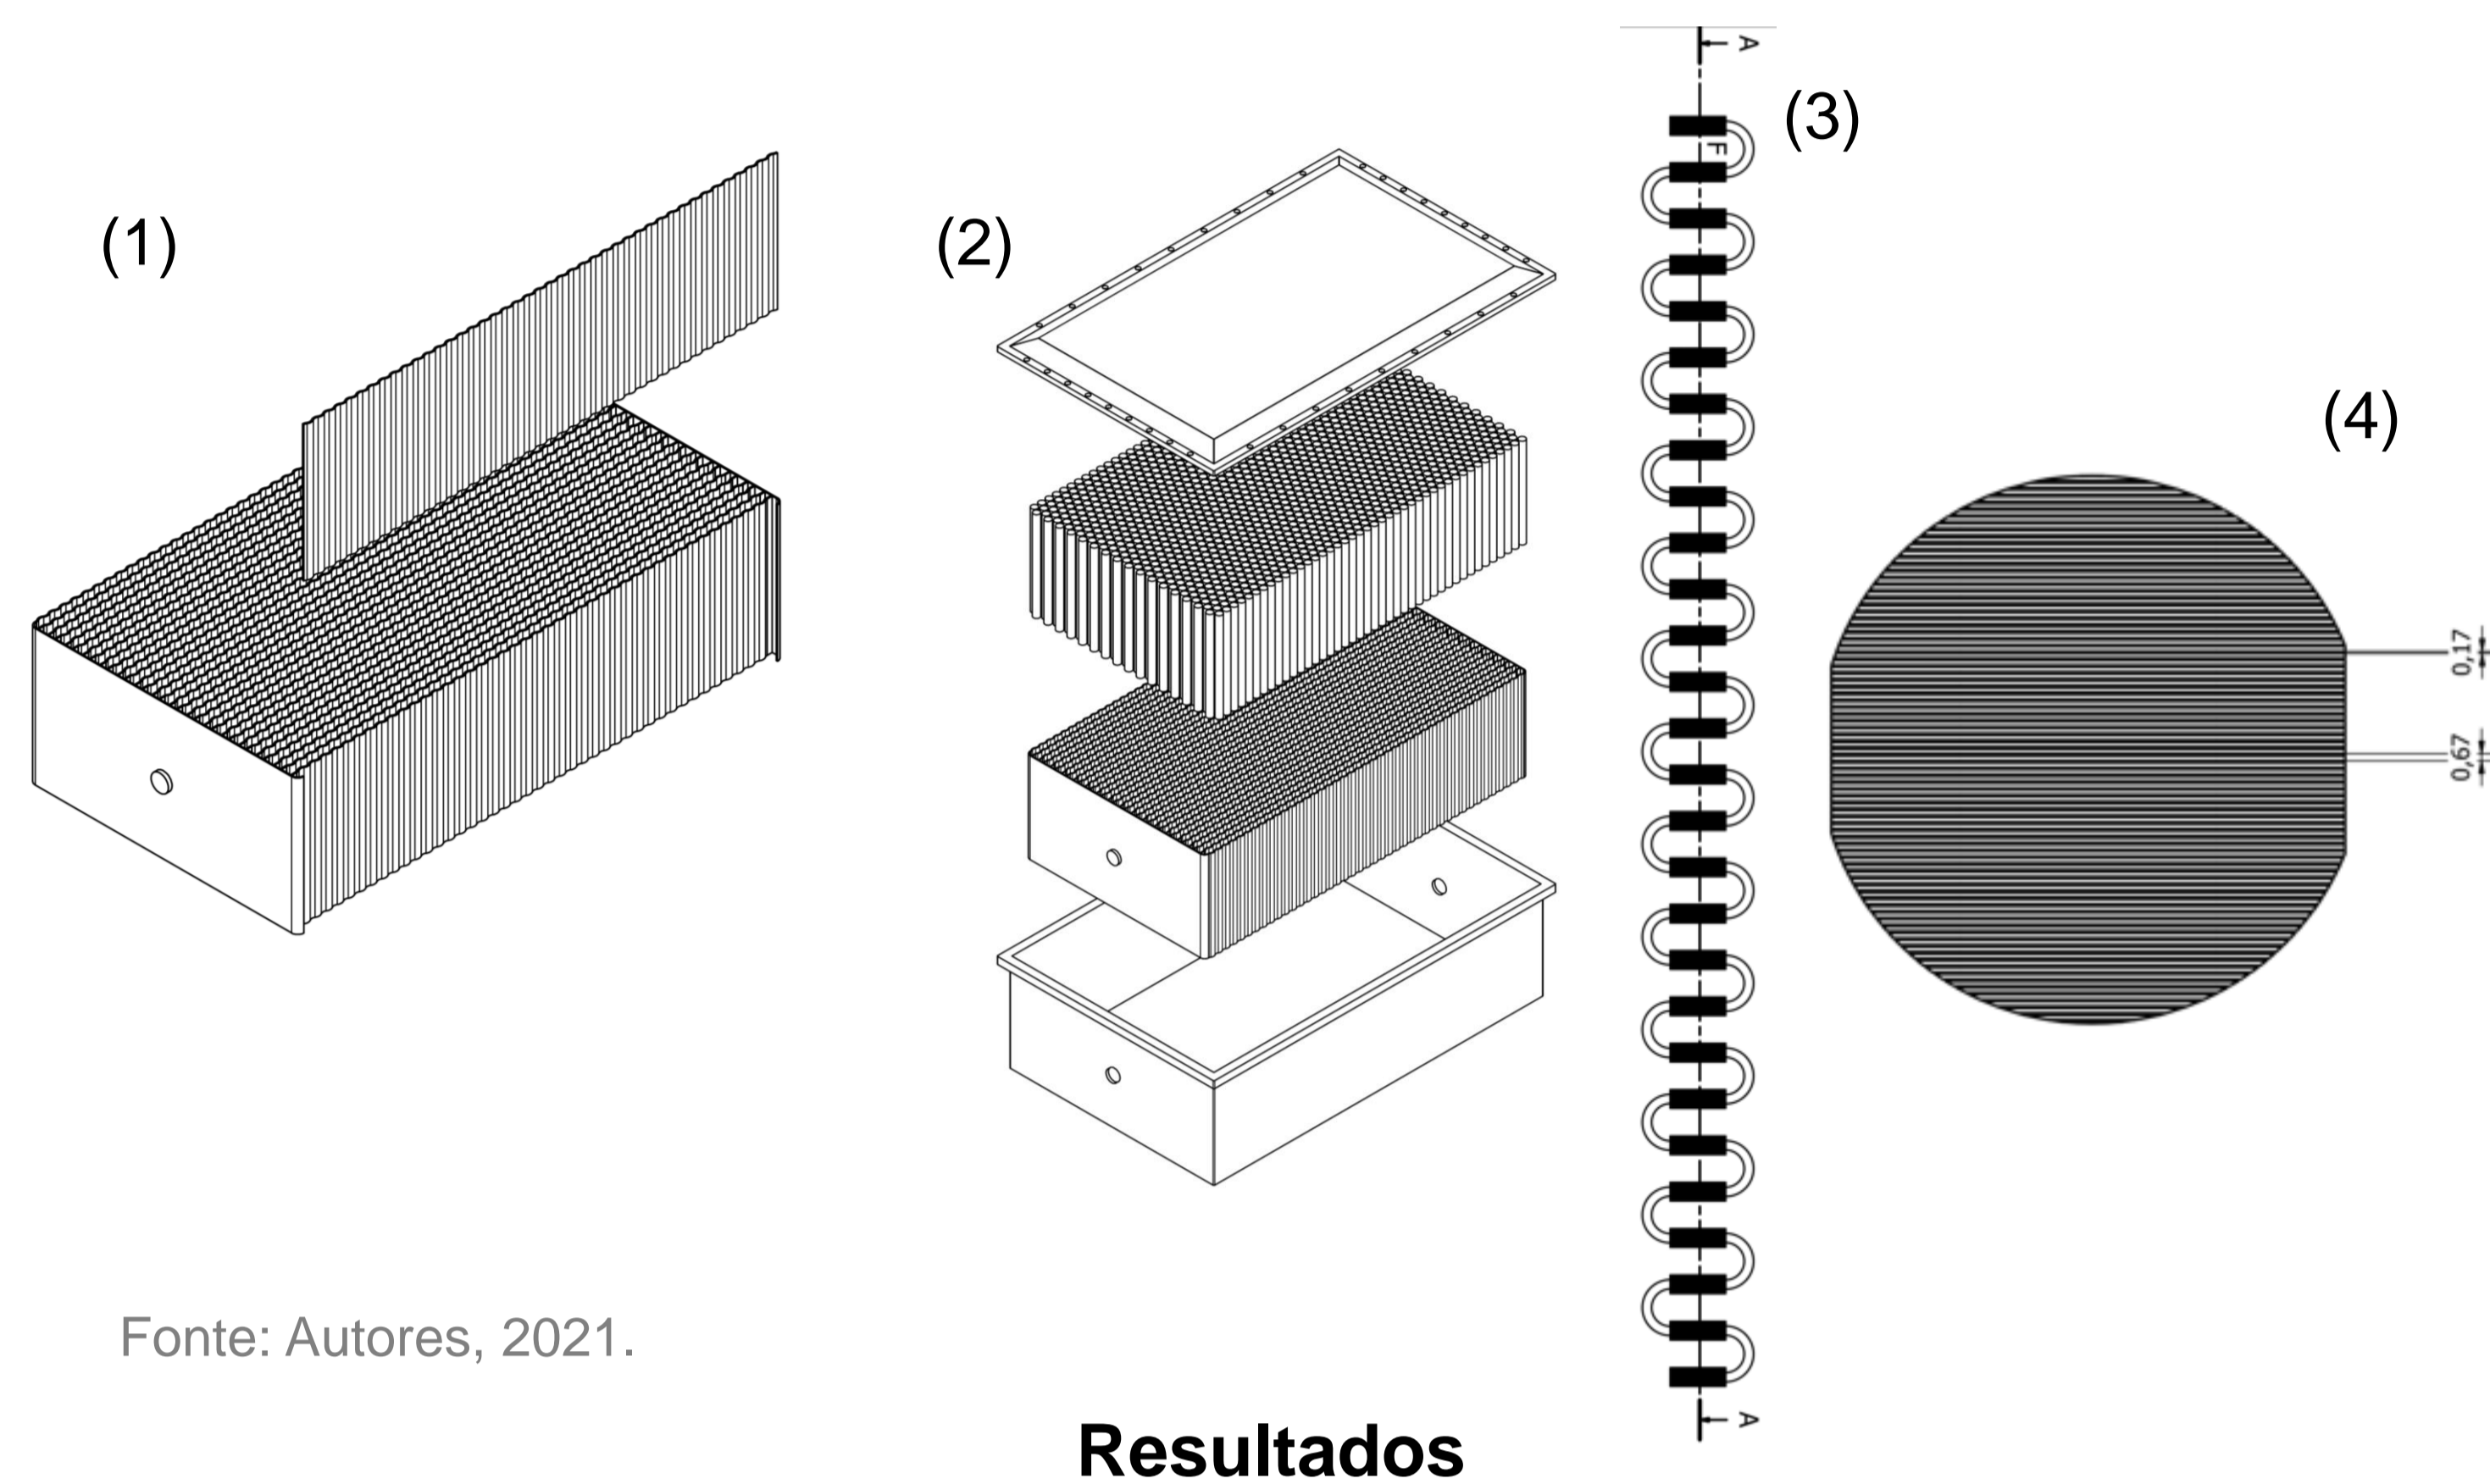 A
(3)
F
(1)
(2)
(4)
0,17
0,67
Fonte: Autores, 2021.
A
Resultados